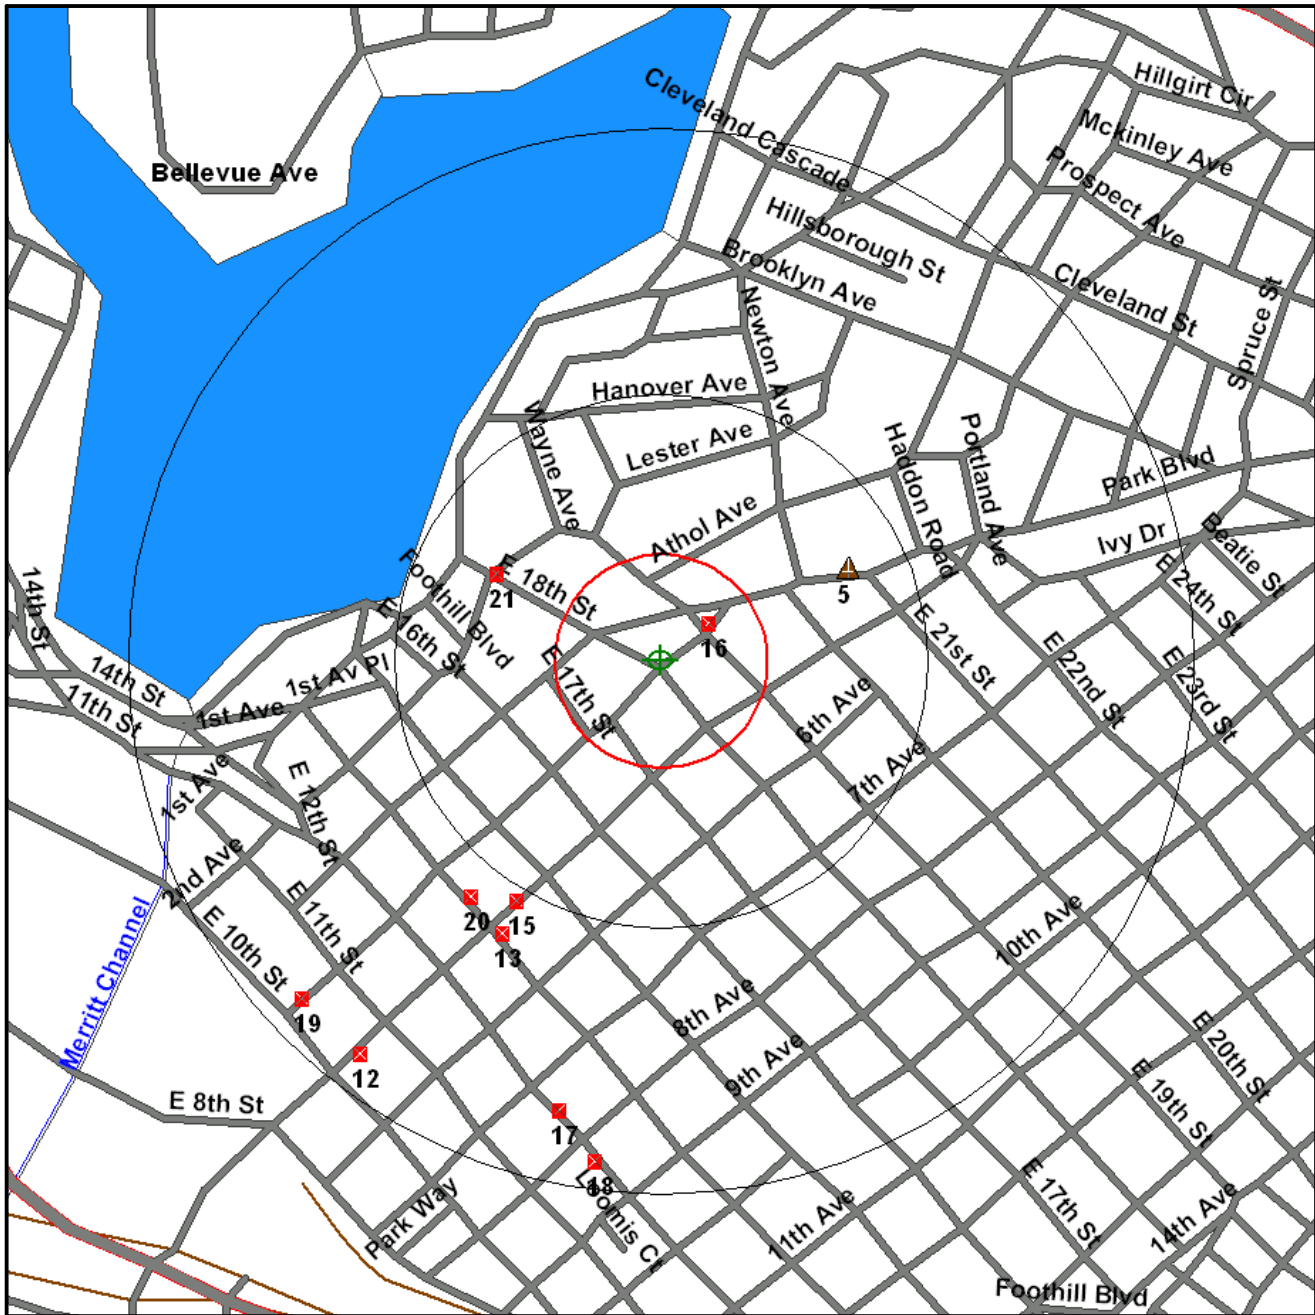 Hillgirt Cir
Cleveland Cascade
Mckinley Ave
Bellevue Ave
Prospect Ave
Hillsborough St
Brooklyn Ave
Cleveland St
Spruce St
Newton Ave
Hanover Ave
Wayne Ave
Lester Ave
Haddon Road
Portland Ave
Park Blvd
Athol Ave
Ivy Dr
Beatie St
Foothill Blvd
E 18th St
21
5
E 24th St
14th St
E 16th St
16
E 21st St
E 22nd St
E 23rd St
14th St
1st Av Pl
E 17th St
11th St
1st Ave
6th Ave
1st Ave
E 12th St
7th Ave
2nd Ave
E 11th St
20
15
13
E 10th St
10th Ave
Merritt Channel
19
8th Ave
12
9th Ave
E 20th St
E 8th St
E 19th St
17
18
Loomis Ct
Park Way
11th Ave
E 17th St
14th Ave
Foothill Blvd